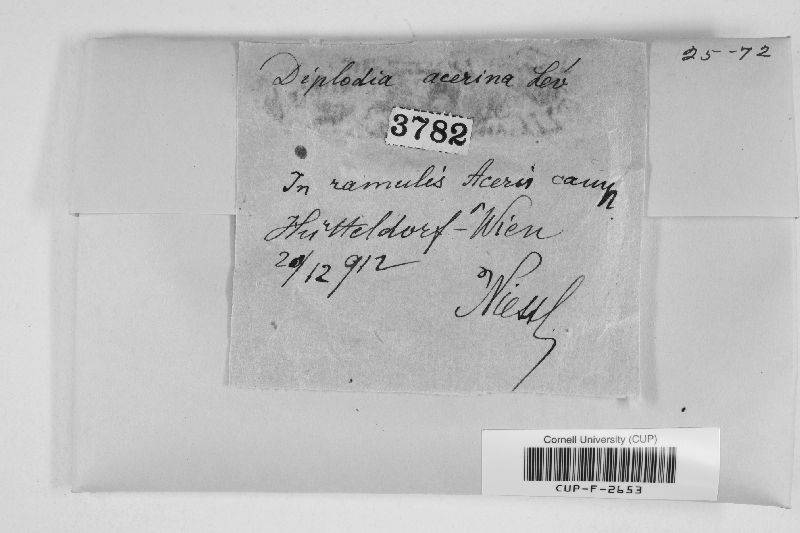 25-72
Diplodia acerina Lév
3782
In ramulis Aceris camp
Hütteldorf-Wien
20/12 912
Niessl
Cornell University (CUP)
CUP-F-2653